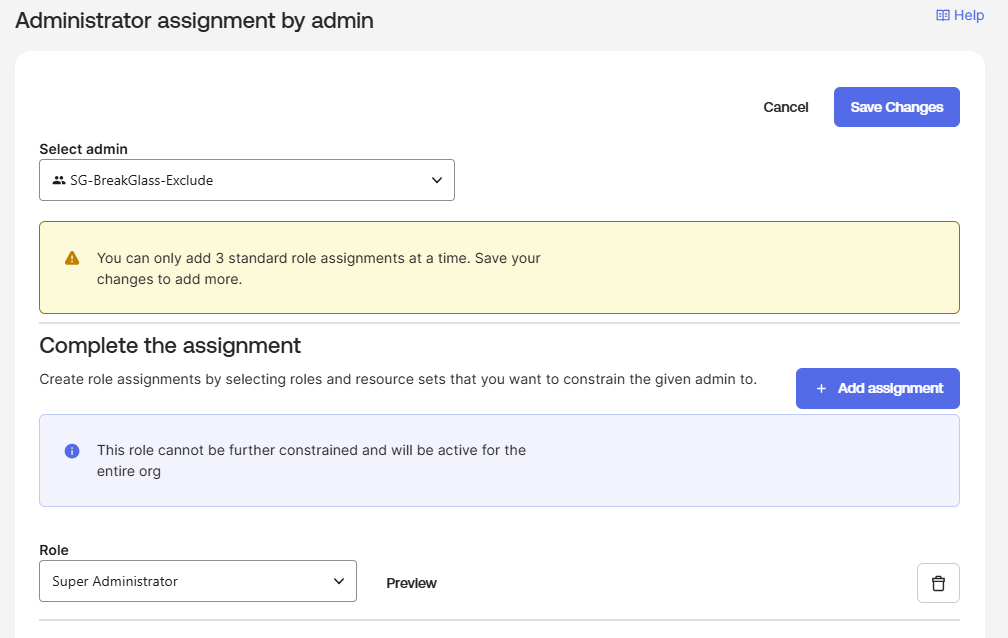 Administrator assignment by admin
Help
Cancel
Save Changes
Select admin
SG-BreakGlass-Exclude
You can only add 3 standard role assignments at a time. Save your
changes to add more.
Complete the assignment
Create role assignments by selecting roles and resource sets that you want to constrain the given admin to.
+ Add assignment
This role cannot be further constrained and will be active for the
entire org
Role
Super Administrator
Preview